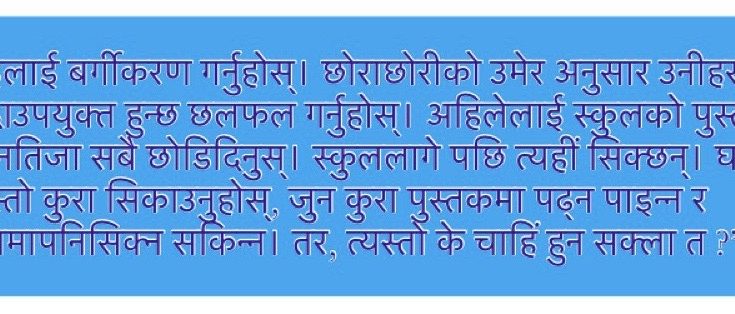 लाई बर्गीकरण गर्नुहोस्। छोराछोरीको उमेर अनुसार उनीहर
उपयुक्त हुन्छ छलफल गर्नुहोस्। अहिलेलाई स्कुलको पुस्
नतिजा सबै छोडिदिनुस्। स्कुललागे पछि त्यहीं सिक्छन्। घ
स्तो कुरा सिकाउनुहोस्, जुन कुरा पुस्तकमा पढ्न पाइन्न र
मापनिसिक्न सकिन्न। तर, त्यस्तो के चाहिं हुन सक्ला त ?